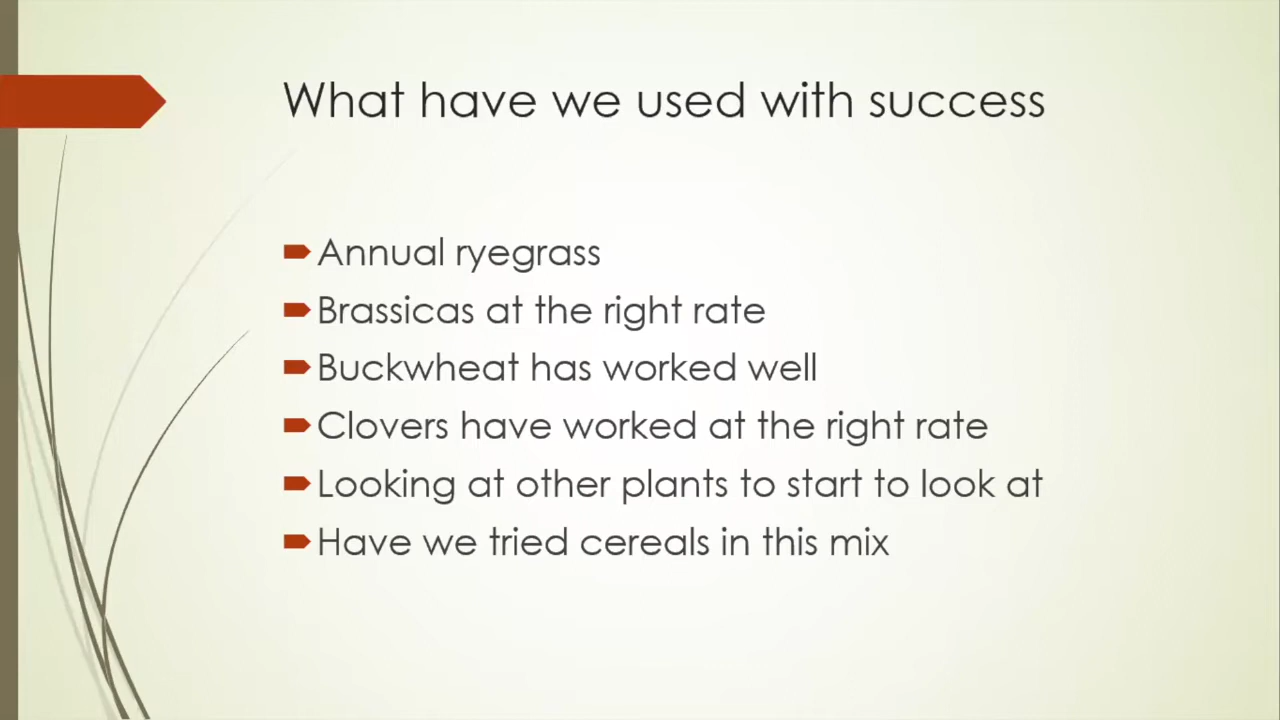 What have we used with success
Annual ryegrass
Brassicas at the right rate
Buckwheat has worked well
Clovers have worked at the right rate
Looking at other plants to start to look at
Have we tried cereals in this mix